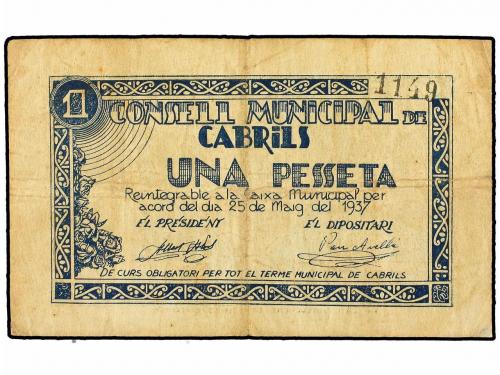 1
1149
CONSELL MUNICIPAL DE
CABRILS
UNA PESSETA
Reintegrable a la Caixa Municipal per
acord del dia 25 de Maig del 1937
EL PRESIDENT
EL DIPOSITARI
DE CURS OBLIGATORI PER TOT EL TERME MUNICIPAL DE CABRILS